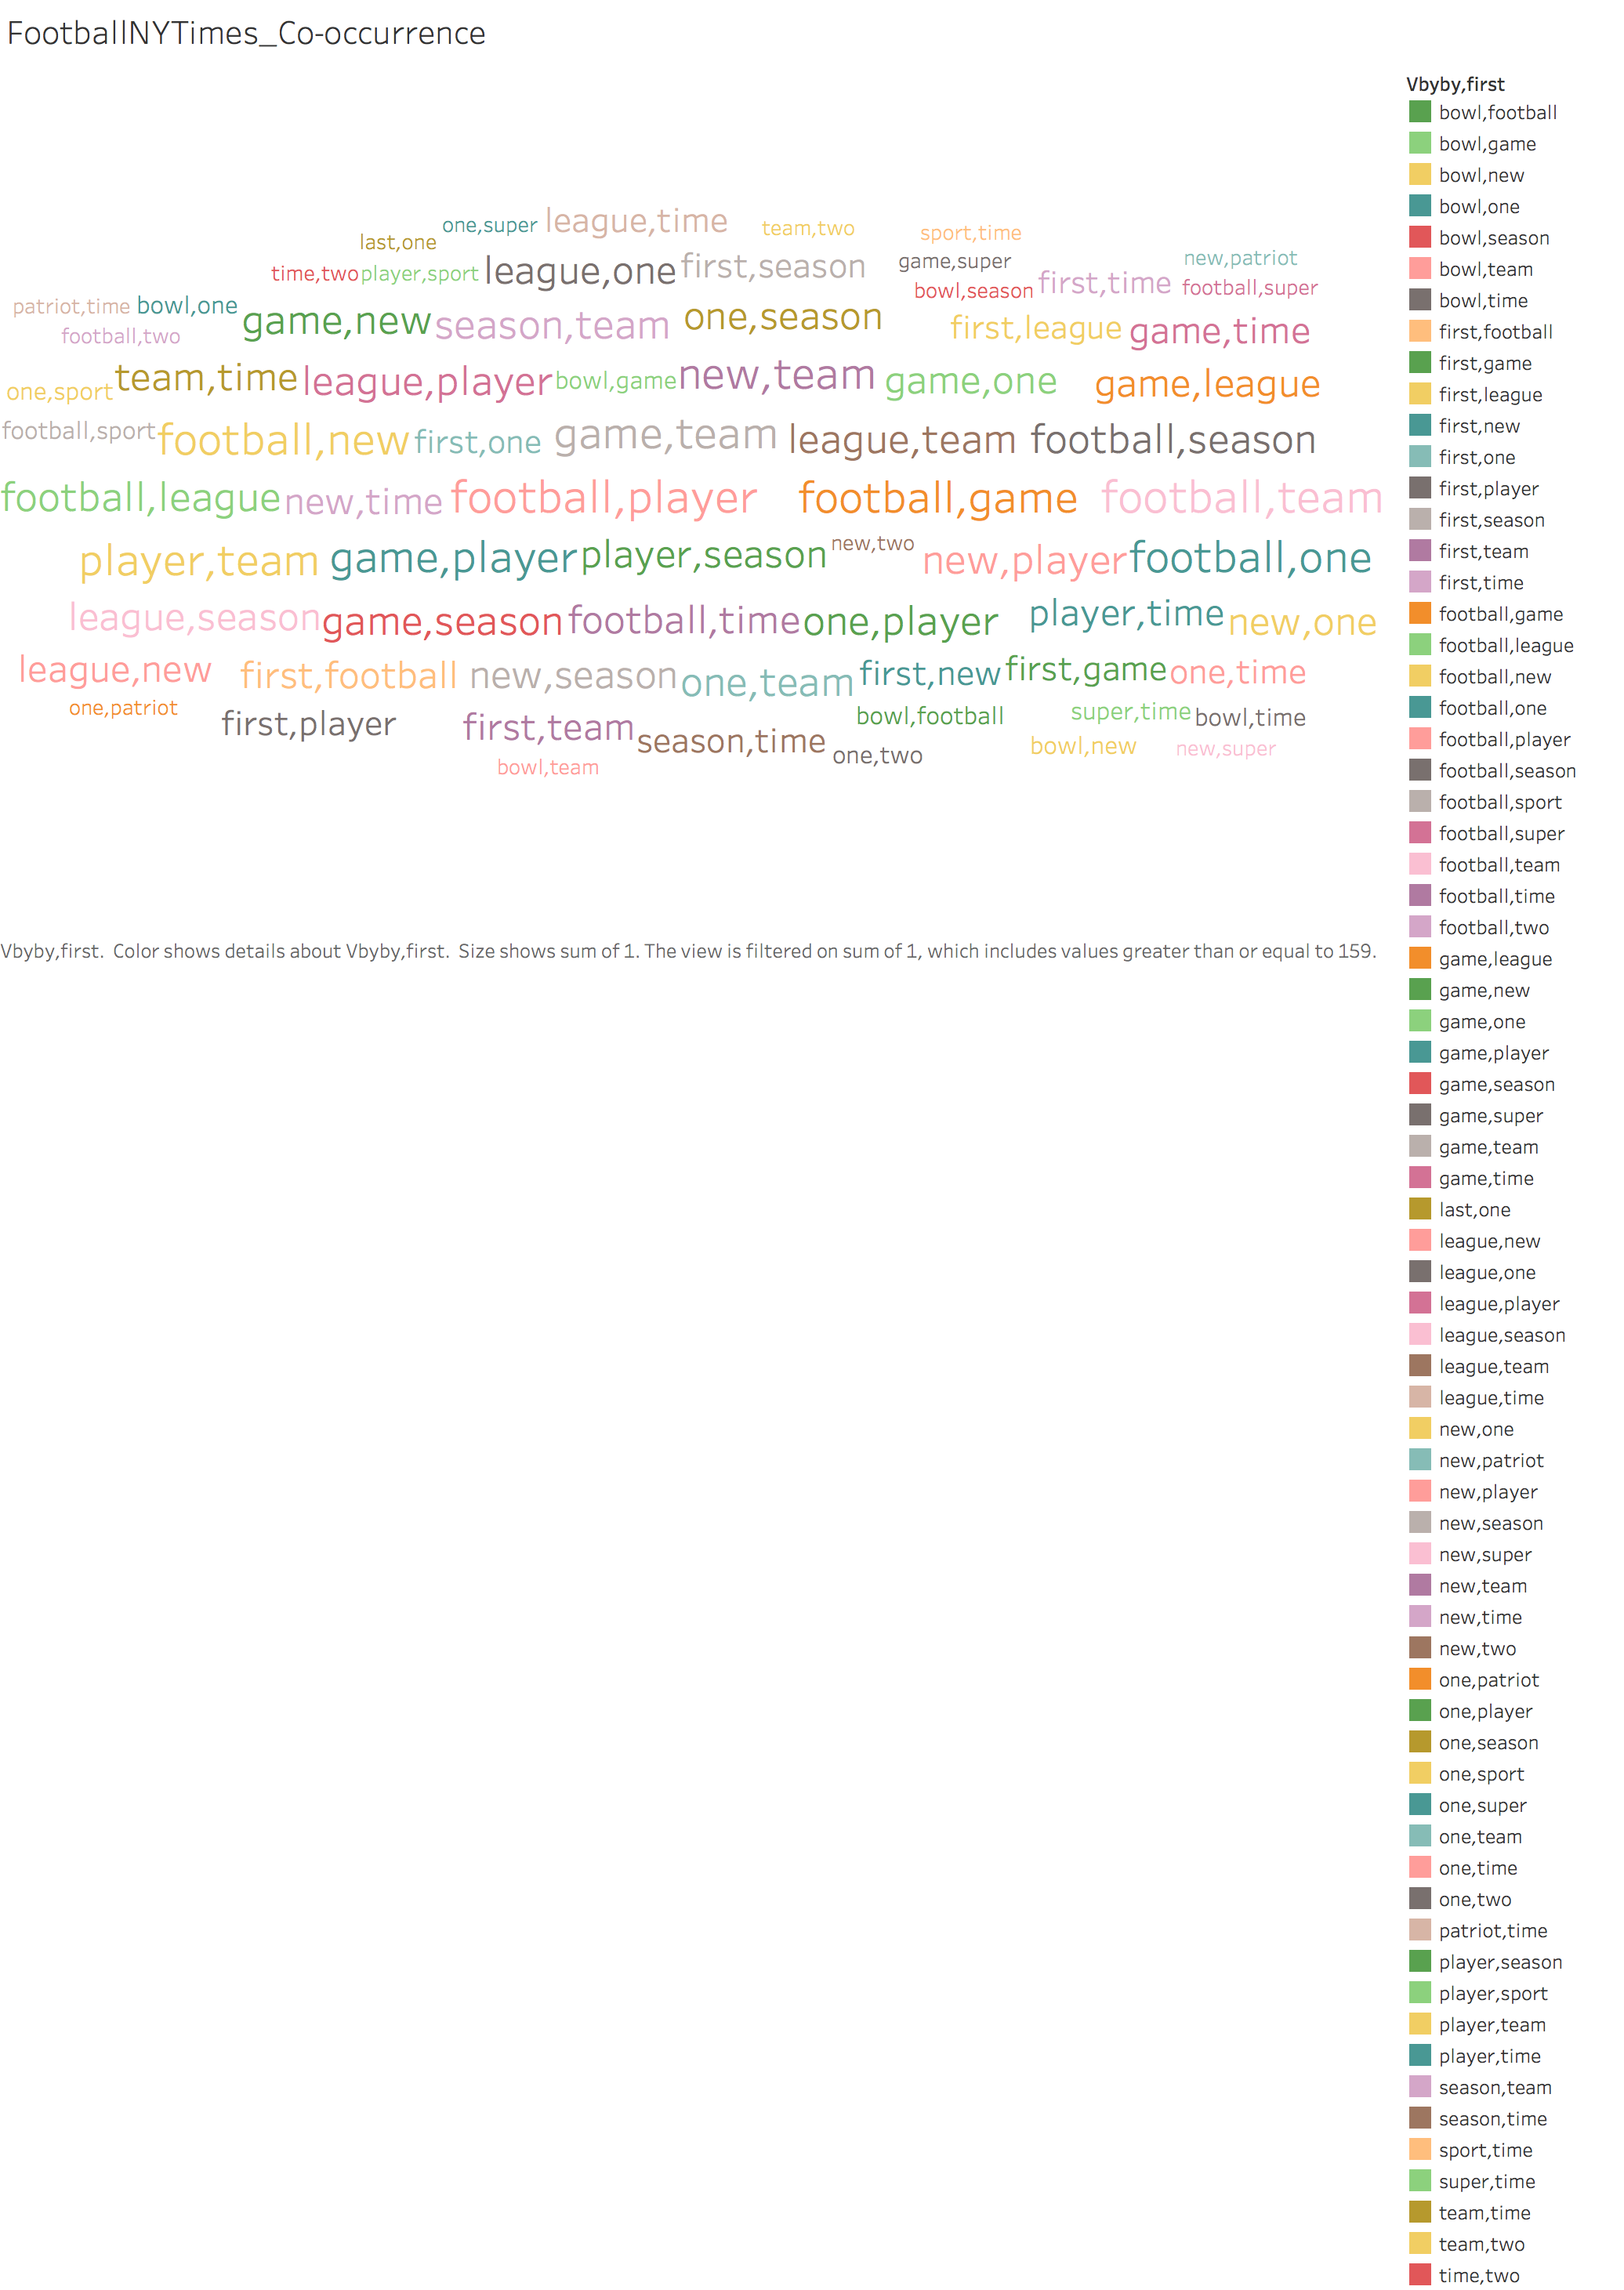 FootballNYTimes_Co-occurrence
one,super league,time team,two sport,time
last,one
time,two player,sport league,one first,season game,super new,patriot
bowl,season first,time football,super
patriot,time bowl,one game,new season,team one,season first,league game,time
football,two
one,sport team,time league,player bowl,game new,team game,one game,league
football,sport football,new first,one game,team league,team football,season
football,league new,time football,player football,game football,team
player,team game,player player,season new,two new,player football,one
league,season game,season football,time one,player player,time new,one
league,new first,football new,season one,team first,new first,game one,time
one,patriot first,player first,team season,time bowl,football super,time bowl,time
bowl,team one,two bowl,new new,super
Vbyby,first.  Color shows details about Vbyby,first.  Size shows sum of 1. The view is filtered on sum of 1, which includes values greater than or equal to 159.
Vbyby,first
bowl,football
bowl,game
bowl,new
bowl,one
bowl,season
bowl,team
bowl,time
first,football
first,game
first,league
first,new
first,one
first,player
first,season
first,team
first,time
football,game
football,league
football,new
football,one
football,player
football,season
football,sport
football,super
football,team
football,time
football,two
game,league
game,new
game,one
game,player
game,season
game,super
game,team
game,time
last,one
league,new
league,one
league,player
league,season
league,team
league,time
new,one
new,patriot
new,player
new,season
new,super
new,team
new,time
new,two
one,patriot
one,player
one,season
one,sport
one,super
one,team
one,time
one,two
patriot,time
player,season
player,sport
player,team
player,time
season,team
season,time
sport,time
super,time
team,time
team,two
time,two